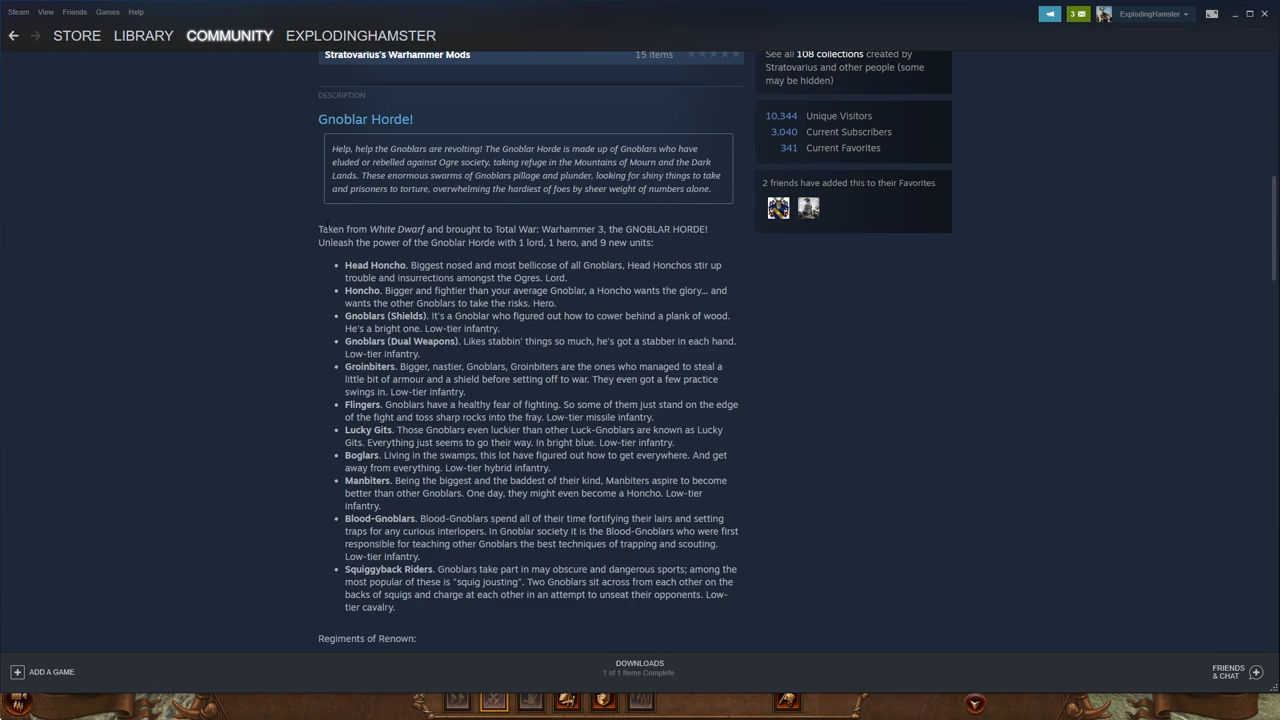 Steam View Friends Games Help
3 ExplodingHamster
STORE LIBRARY COMMUNITY EXPLODINGHAMSTER
Stratovarius's Warhammer Mods 15 items
See all 108 collections created by
Stratovarius and other people (some
may be hidden)
DESCRIPTION
Gnoblar Horde!
Help, help the Gnoblars are revolting! The Gnoblar Horde is made up of Gnoblars who have
eluded or rebelled against Ogre society, taking refuge in the Mountains of Mourn and the Dark
Lands. These enormous swarms of Gnoblars pillage and plunder, looking for shiny things to take
and prisoners to torture, overwhelming the hardiest of foes by sheer weight of numbers alone.
10,344 Unique Visitors
3,040 Current Subscribers
341 Current Favorites
2 friends have added this to their Favorites
Taken from White Dwarf and brought to Total War: Warhammer 3, the GNOBLAR HORDE!
Unleash the power of the Gnoblar Horde with 1 lord, 1 hero, and 9 new units:
• Head Honcho. Biggest nosed and most bellicose of all Gnoblars, Head Honchos stir up
trouble and insurrections amongst the Ogres. Lord.
• Honcho. Bigger and fightier than your average Gnoblar, a Honcho wants the glory... and
wants the other Gnoblars to take the risks. Hero.
• Gnoblars (Shields). It's a Gnoblar who figured out how to cower behind a plank of wood.
He's a bright one. Low-tier infantry.
• Gnoblars (Dual Weapons). Likes stabbin' things so much, he's got a stabber in each hand.
Low-tier infantry.
• Groinbiters. Bigger, nastier, Gnoblars, Groinbiters are the ones who managed to steal a
little bit of armour and a shield before setting off to war. They even got a few practice
swings in. Low-tier infantry.
• Flingers. Gnoblars have a healthy fear of fighting. So some of them just stand on the edge
of the fight and toss sharp rocks into the fray. Low-tier missile infantry.
• Lucky Gits. Those Gnoblars even luckier than other Luck-Gnoblars are known as Lucky
Gits. Everything just seems to go their way. In bright blue. Low-tier infantry.
• Boglars. Living in the swamps, this lot have figured out how to get everywhere. And get
away from everything. Low-tier hybrid infantry.
• Manbiters. Being the biggest and the baddest of their kind, Manbiters aspire to become
better than other Gnoblars. One day, they might even become a Honcho. Low-tier
infantry.
• Blood-Gnoblars. Blood-Gnoblars spend all of their time fortifying their lairs and setting
traps for any curious interlopers. In Gnoblar society it is the Blood-Gnoblars who were first
responsible for teaching other Gnoblars the best techniques of trapping and scouting.
Low-tier infantry.
• Squiggyback Riders. Gnoblars take part in may obscure and dangerous sports; among the
most popular of these is "squig jousting". Two Gnoblars sit across from each other on the
backs of squigs and charge at each other in an attempt to unseat their opponents. Low-
tier cavalry.
Regiments of Renown:
ADD A GAME
DOWNLOADS
1 of 1 Items Complete
FRIENDS
& CHAT